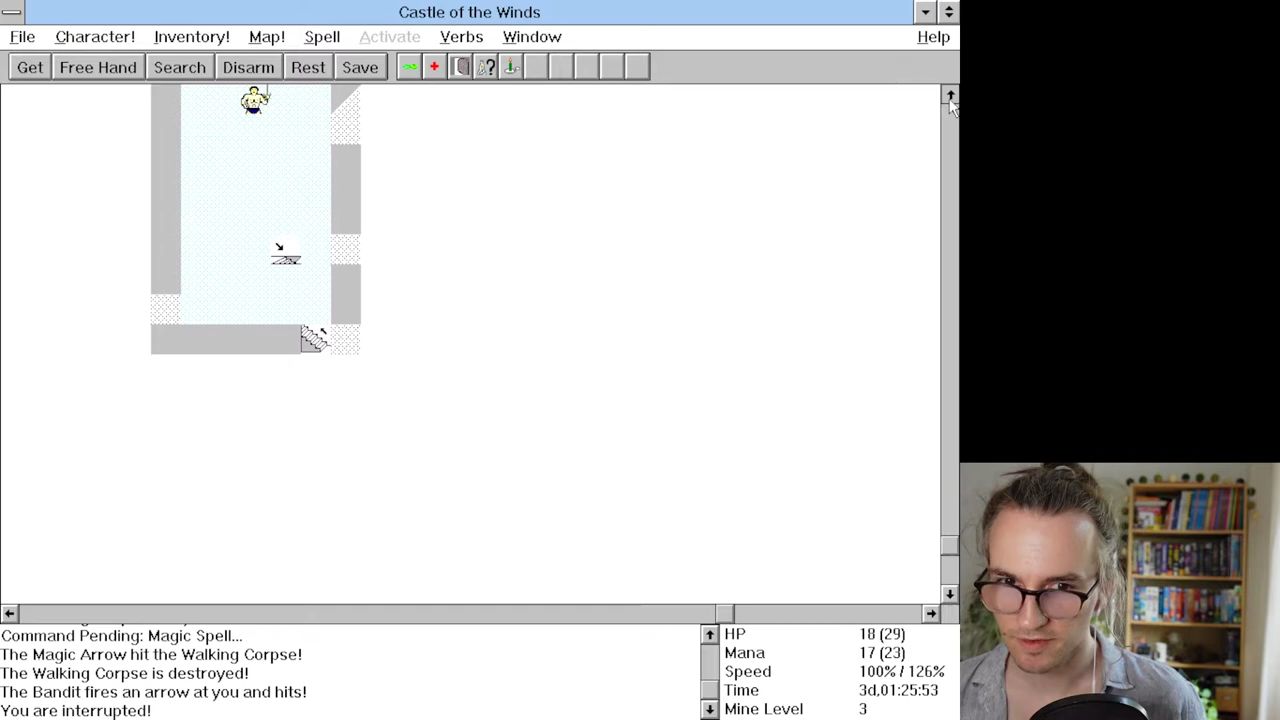 Castle of the Winds
File Character! Inventory! Map! Spell Activate Verbs Window Help
Get Free Hand Search Disarm Rest Save
Command Pending: Magic Spell...
The Magic Arrow hit the Walking Corpse!
The Walking Corpse is destroyed!
The Bandit fires an arrow at you and hits!
You are interrupted!
HP 18 (29)
Mana 17 (23)
Speed 100% / 126%
Time 3d,01:25:53
Mine Level 3